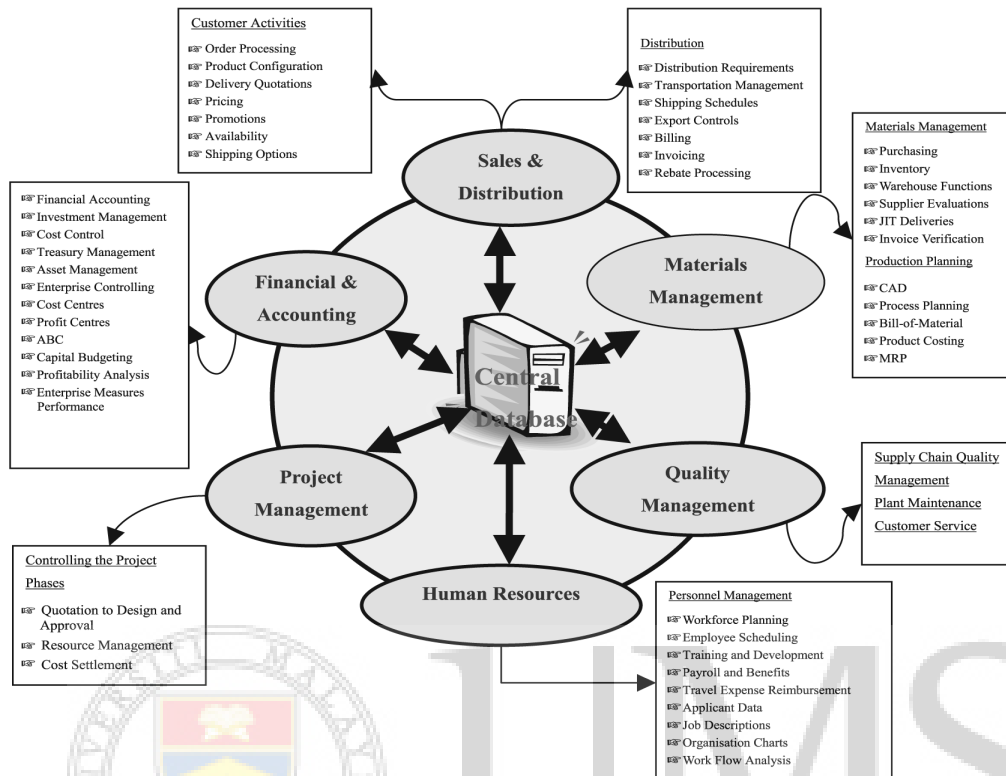 Customer Activities
☞ Order Processing
☞ Product Configuration
☞ Delivery Quotations
☞ Pricing
☞ Promotions
☞ Availability
☞ Shipping Options
Distribution
☞ Distribution Requirements
☞ Transportation Management
☞ Shipping Schedules
☞ Export Controls
☞ Billing
☞ Invoicing
☞ Rebate Processing
Materials Management
☞ Purchasing
☞ Inventory
☞ Warehouse Functions
☞ Supplier Evaluations
☞ JIT Deliveries
☞ Invoice Verification
Production Planning
☞ CAD
☞ Process Planning
☞ Bill-of-Material
☞ Product Costing
☞ MRP
☞ Financial Accounting
☞ Investment Management
☞ Cost Control
☞ Treasury Management
☞ Asset Management
☞ Enterprise Controlling
☞ Cost Centres
☞ Profit Centres
☞ ABC
☞ Capital Budgeting
☞ Profitability Analysis
☞ Enterprise Measures
Performance
Sales &
Distribution
Financial &
Accounting
Materials
Management
Central
Database
Project
Management
Quality
Management
Human Resources
Supply Chain Quality
Management
Plant Maintenance
Customer Service
Controlling the Project
Phases
☞ Quotation to Design and
Approval
☞ Resource Management
☞ Cost Settlement
Personnel Management
☞ Workforce Planning
☞ Employee Scheduling
☞ Training and Development
☞ Payroll and Benefits
☞ Travel Expense Reimbursement
☞ Applicant Data
☞ Job Descriptions
☞ Organisation Charts
☞ Work Flow Analysis
UMS